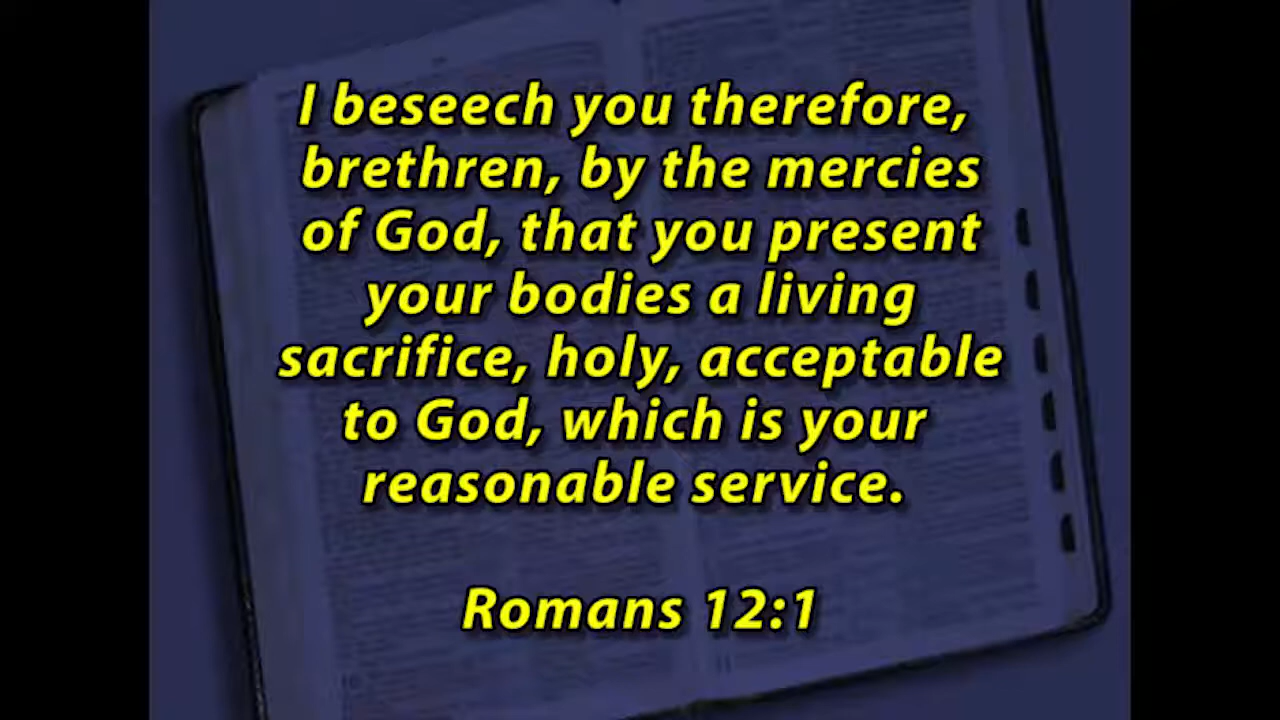 I beseech you therefore,
brethren, by the mercies
of God, that you present
your bodies a living
sacrifice, holy, acceptable
to God, which is your
reasonable service.
Romans 12:1